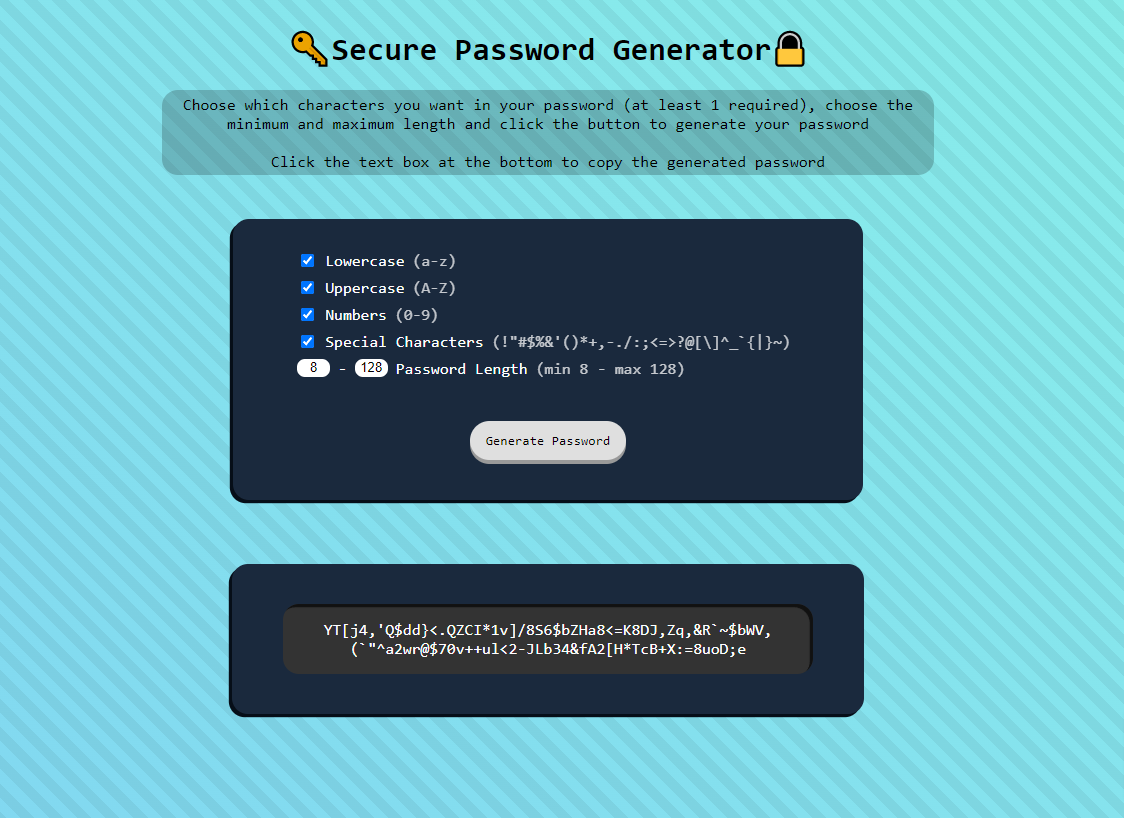 Secure Password Generator
Choose which characters you want in your password (at least 1 required), choose the
minimum and maximum length and click the button to generate your password
Click the text box at the bottom to copy the generated password
Lowercase (a-z)
Uppercase (A-Z)
Numbers (0-9)
Special Characters (!"#$%&'()*+,-./:;<=>?@[\]^_`{|}~)
8 - 128 Password Length (min 8 - max 128)
Generate Password
YT[j4,'Q$dd}<.QZCI*1v]/8S6$bZHa8<=K8DJ,Zq,&R`~$bWV,
(`"^a2wr@$70v++ul<2-JLb34&fA2[H*TcB+X:=8uoD;e